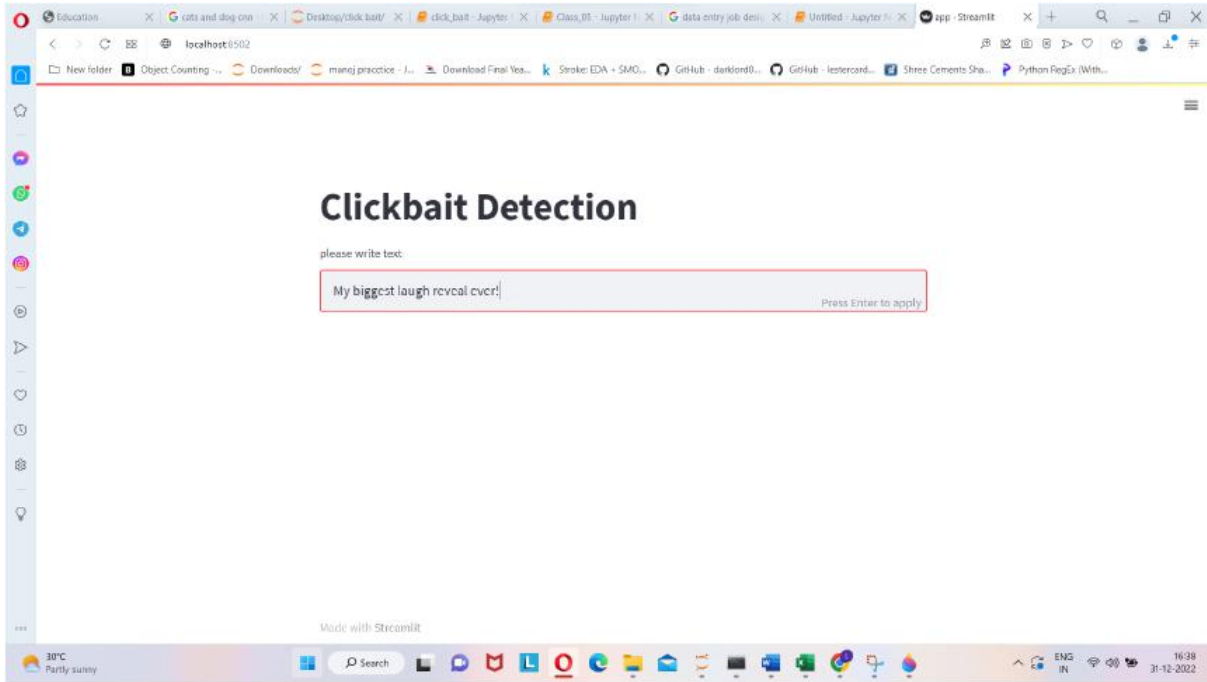 Education
cats and dog cnn
Desktop/click bait/
click_bait - Jupyter
Class_01 - Jupyter
data entry job desi
Untitled - Jupyter N
app · Streamlit
localhost:8502
New folder
Object Counting -...
Downloads/
manoj pracctice - J...
Download Final Yea...
Stroke: EDA + SMO...
GitHub - darklord0...
GitHub - lestercard...
Shree Cements Sha...
Python RegEx (With...
Clickbait Detection
please write text
My biggest laugh reveal ever!
Press Enter to apply
Made with Streamlit
30°C
Partly sunny
Search
ENG
IN
16:38
31-12-2022